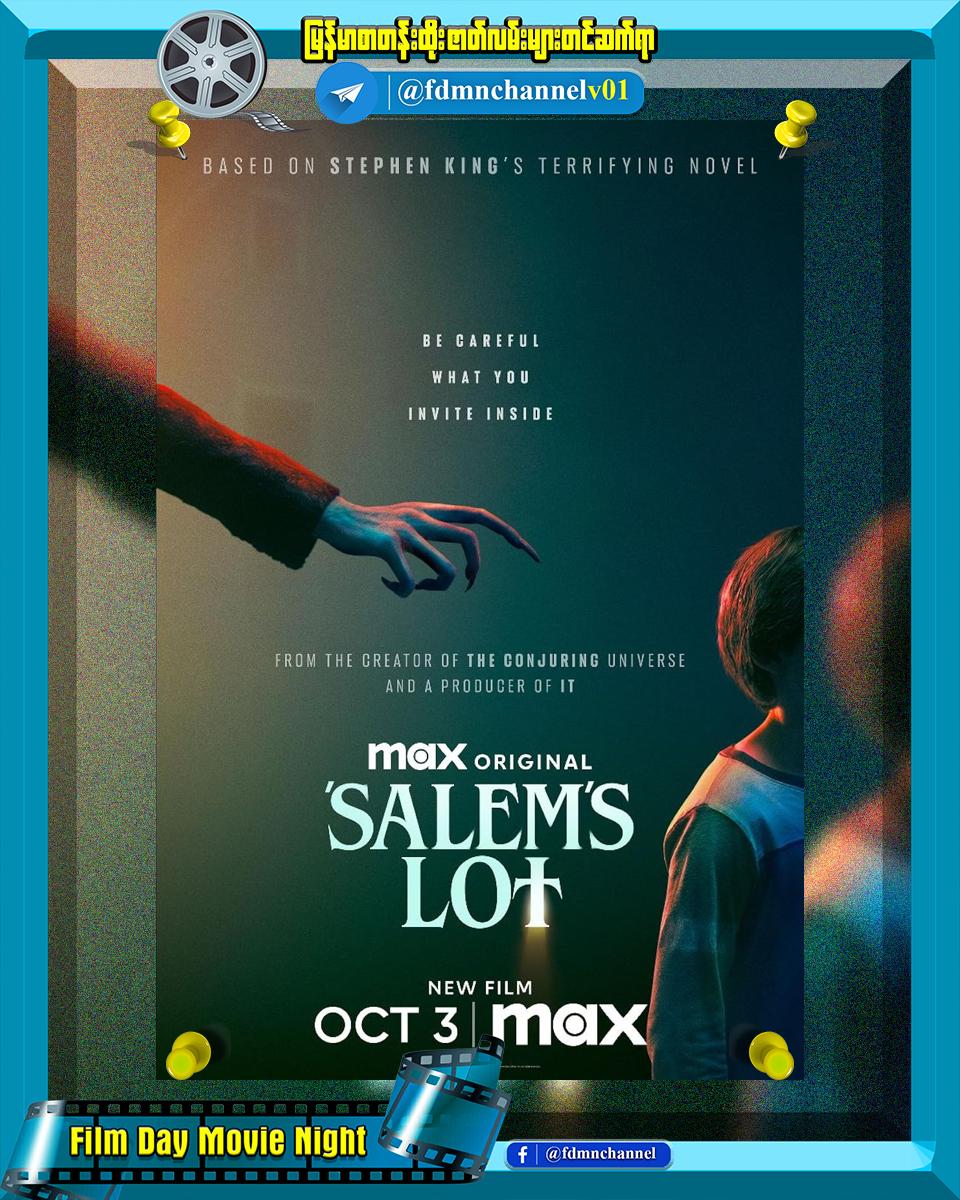 မြန်မာစာတန်းထိုးဇာတ်လမ်းများတင်ဆက်ရာ
@fdmnchannelv01
BASED ON STEPHEN KING'S TERRIFYING NOVEL
BE CAREFUL
WHAT YOU
INVITE INSIDE
FROM THE CREATOR OF THE CONJURING UNIVERSE
AND A PRODUCER OF IT
max ORIGINAL
'SALEM'S
LOT
NEW FILM
OCT 3 | max
Film Day Movie Night
@fdmnchannel